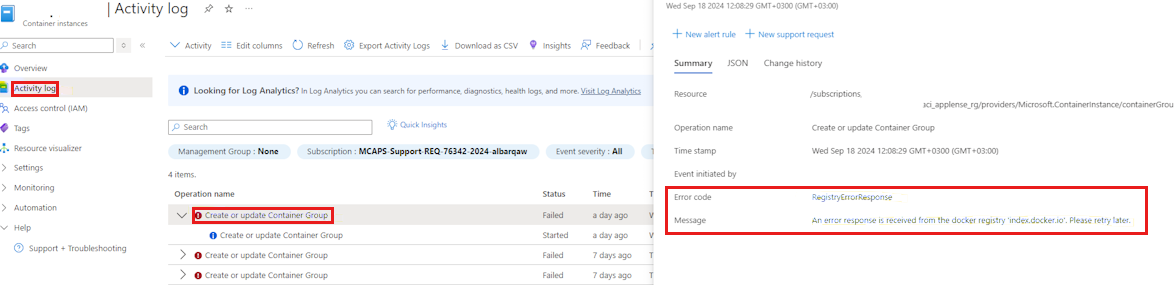 Activity log
Container instances
Search
Overview
Activity log
Access control (IAM)
Tags
Resource visualizer
Settings
Monitoring
Automation
Help
Support + Troubleshooting
Activity Edit columns Refresh Export Activity Logs Download as CSV Insights Feedback
Looking for Log Analytics? In Log Analytics you can search for performance, diagnostics, health logs, and more. Visit Log Analytics
Search
Quick Insights
Management Group : None Subscription : MCAPS-Support-REQ-76342-2024-albarqaw Event severity : All
4 items.
Operation name Status Time
Create or update Container Group Failed a day ago
Create or update Container Group Started a day ago
Create or update Container Group Failed 7 days ago
Create or update Container Group Failed 7 days ago
Wed Sep 18 2024 12:08:29 GMT+0300 (GMT+03:00)
+ New alert rule + New support request
Summary JSON Change history
Resource /subscriptions,
aci_applense_rg/providers/Microsoft.ContainerInstance/containerGrou
Operation name Create or update Container Group
Time stamp Wed Sep 18 2024 12:08:29 GMT+0300 (GMT+03:00)
Event initiated by
Error code RegistryErrorResponse
Message An error response is received from the docker registry 'index.docker.io'. Please retry later.